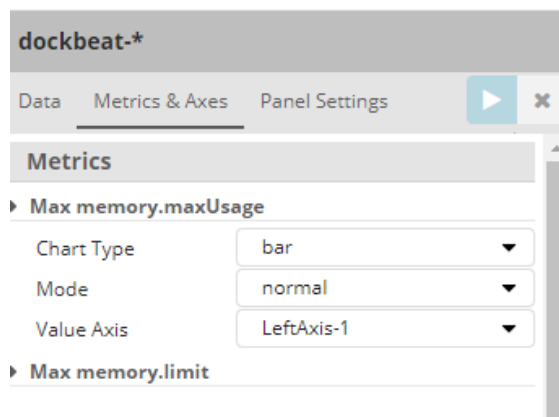 dockbeat-*
Data Metrics & Axes Panel Settings
Metrics
Max memory.maxUsage
Chart Type bar
Mode normal
Value Axis LeftAxis-1
Max memory.limit